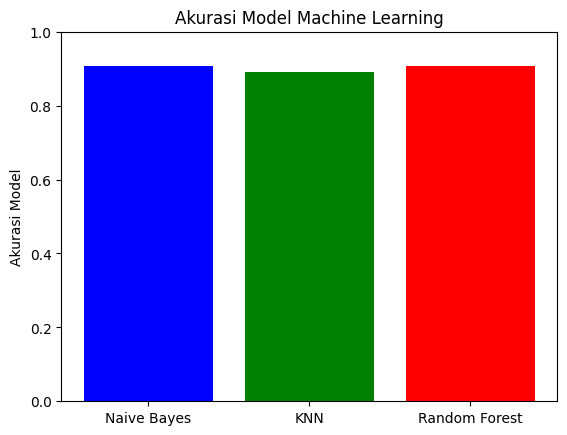 Akurasi Model Machine Learning
Akurasi Model
1.0
0.8
0.6
0.4
0.2
0.0
Naive Bayes KNN Random Forest